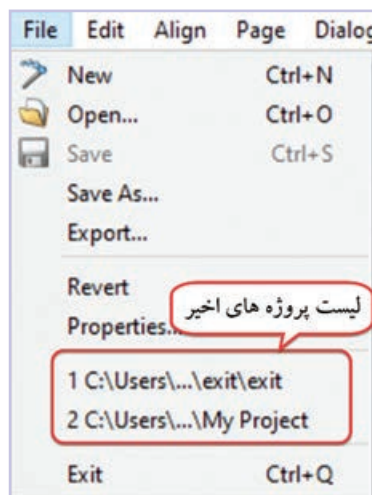 File Edit Align Page Dialog
New Ctrl+N
Open... Ctrl+O
Save Ctrl+S
Save As...
Export...
Revert
لیست پروژه های اخیر
Properties...
1 C:\Users\...\exit\exit
2 C:\Users\...\My Project
Exit Ctrl+Q